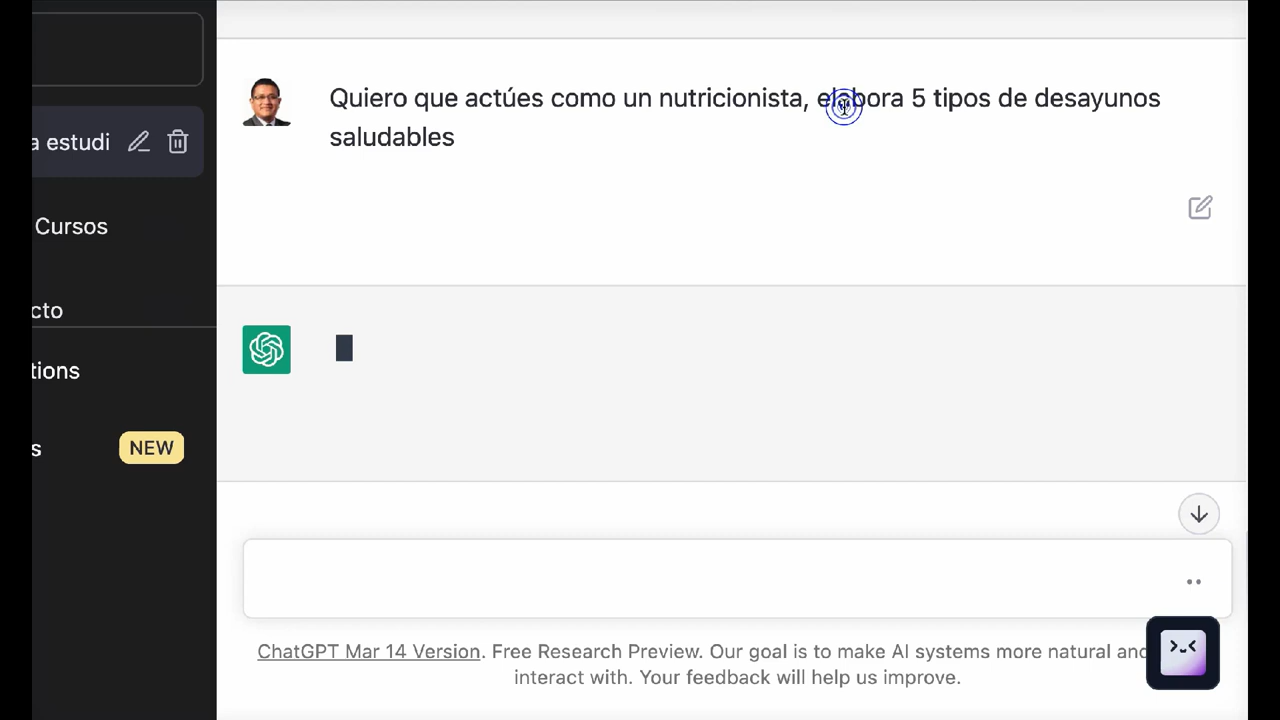 Quiero que actúes como un nutricionista, elabora 5 tipos de desayunos
saludables
a estudi
Cursos
cto
tions
s
NEW
ChatGPT Mar 14 Version. Free Research Preview. Our goal is to make AI systems more natural and
interact with. Your feedback will help us improve.